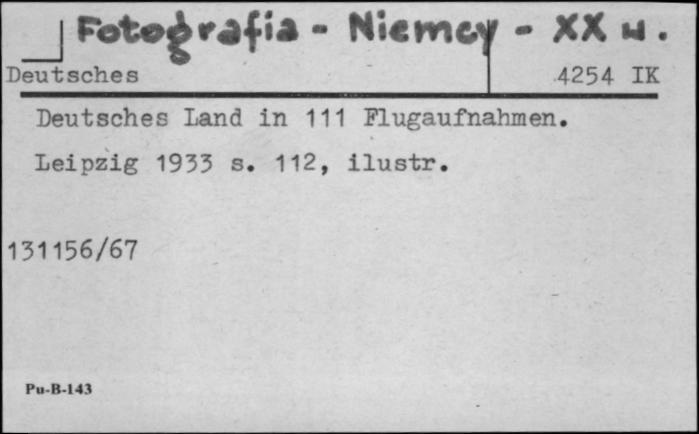 Fotografia - Niemcy - XX w.
Deutsches 4254 IK
Deutsches Land in 111 Flugaufnahmen.
Leipzig 1933 s. 112, ilustr.
131156/67
Pu-B-143